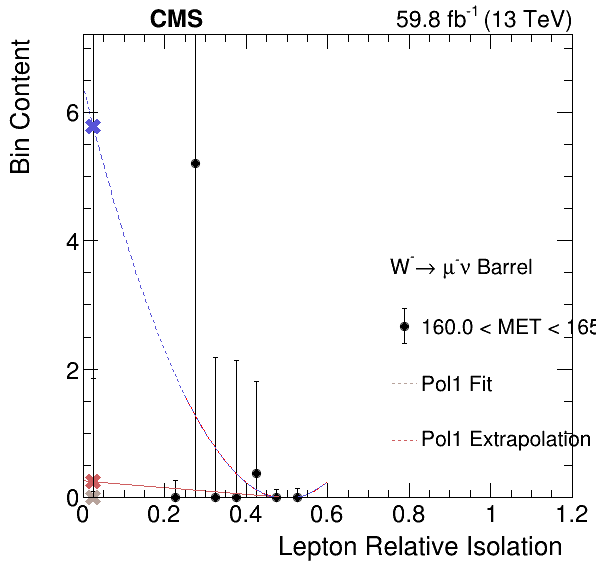 CMS
59.8 fb⁻¹ (13 TeV)
Bin Content
6
4
2
0
W⁻→ μ⁻ν Barrel
160.0 < MET < 165
Pol1 Fit
Pol1 Extrapolation
0 0.2 0.4 0.6 0.8 1 1.2
Lepton Relative Isolation